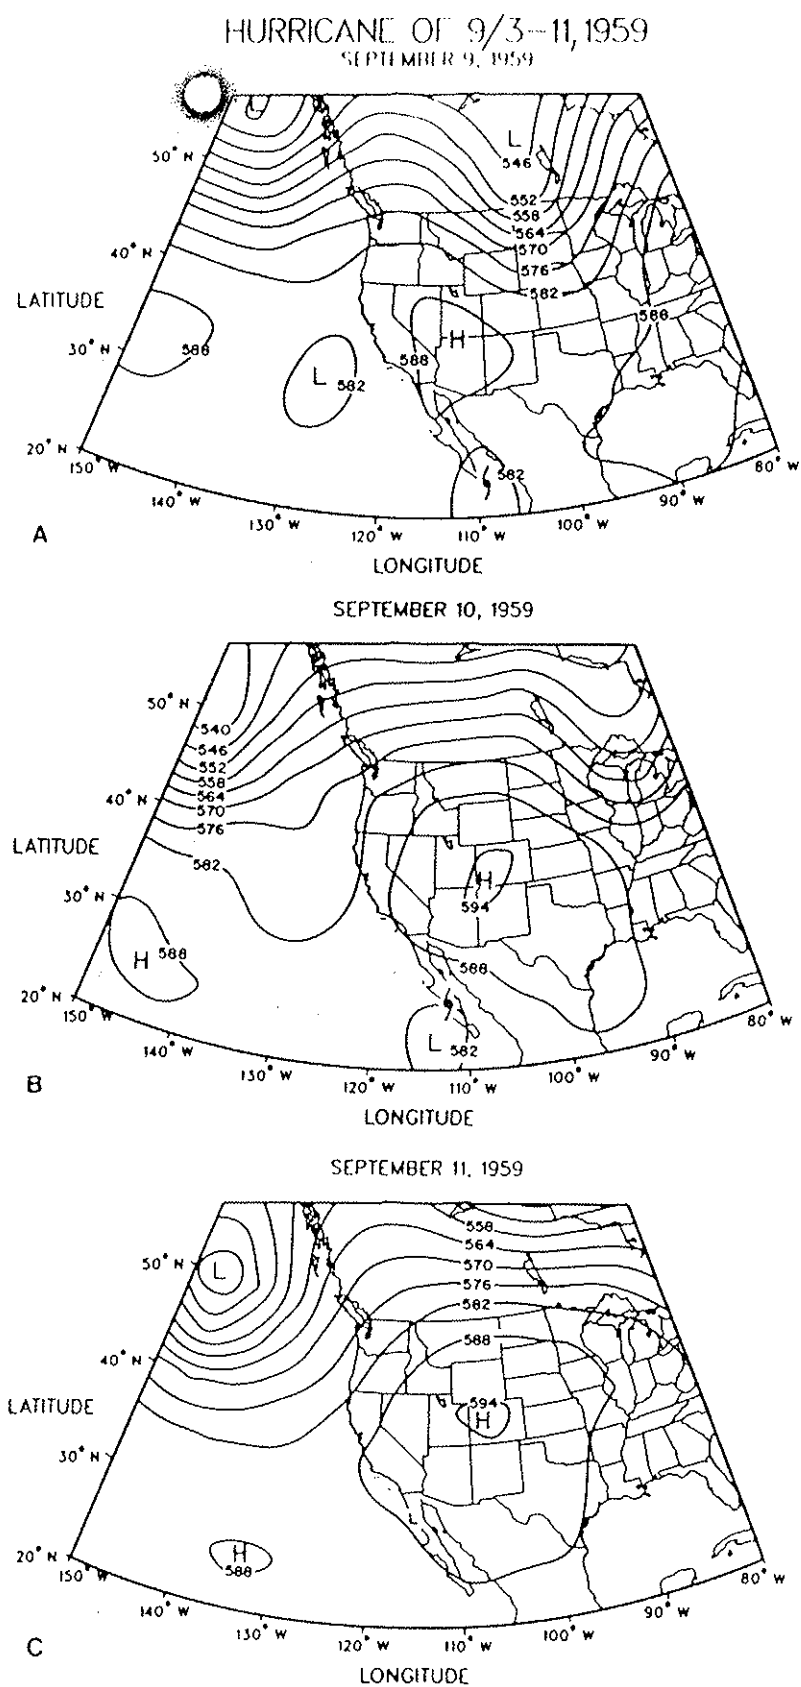 HURRICANE OF 9/3-11, 1959
SEPTEMBER 9, 1959
L
L
50° N
546
552
558
564
570
40° N
576
582
LATITUDE
588
H
30° N
588
588
L
582
20° N
582
150° W
80° W
140° W
90° W
130° W
120° W
110° W
100° W
A
LONGITUDE
SEPTEMBER 10, 1959
50° N
540
546
552
558
564
40° N
570
576
LATITUDE
582
H
30° N
594
H
588
588
20° N
150° W
80° W
L
582
140° W
90° W
130° W
120° W
110° W
100° W
B
LONGITUDE
SEPTEMBER 11, 1959
558
564
50° N
L
570
576
582
588
40° N
594
LATITUDE
H
30° N
20° N
H
588
150° W
80° W
140° W
90° W
130° W
120° W
110° W
100° W
C
LONGITUDE